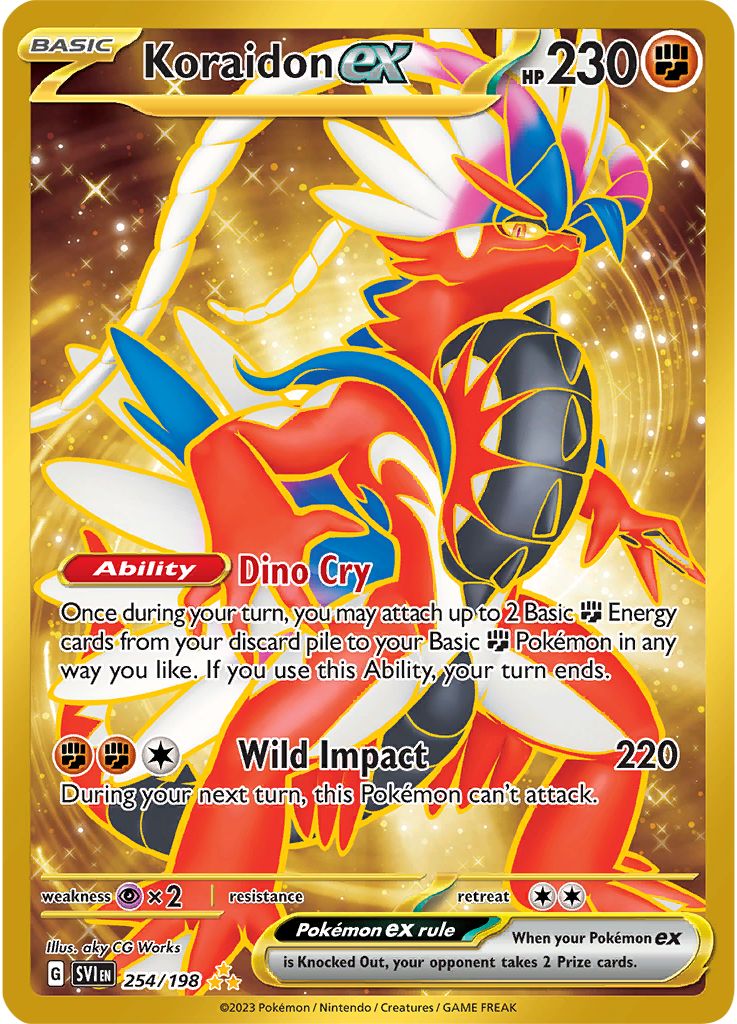 BASIC Koraidon ex HP 230
Ability Dino Cry
Once during your turn, you may attach up to 2 Basic Energy
cards from your discard pile to your Basic Pokémon in any
way you like. If you use this Ability, your turn ends.
Wild Impact 220
During your next turn, this Pokémon can't attack.
weakness ×2 resistance retreat
Illus. aky CG Works
Pokémon ex rule When your Pokémon ex
is Knocked Out, your opponent takes 2 Prize cards.
G SVI EN 254/198
©2023 Pokémon / Nintendo / Creatures / GAME FREAK